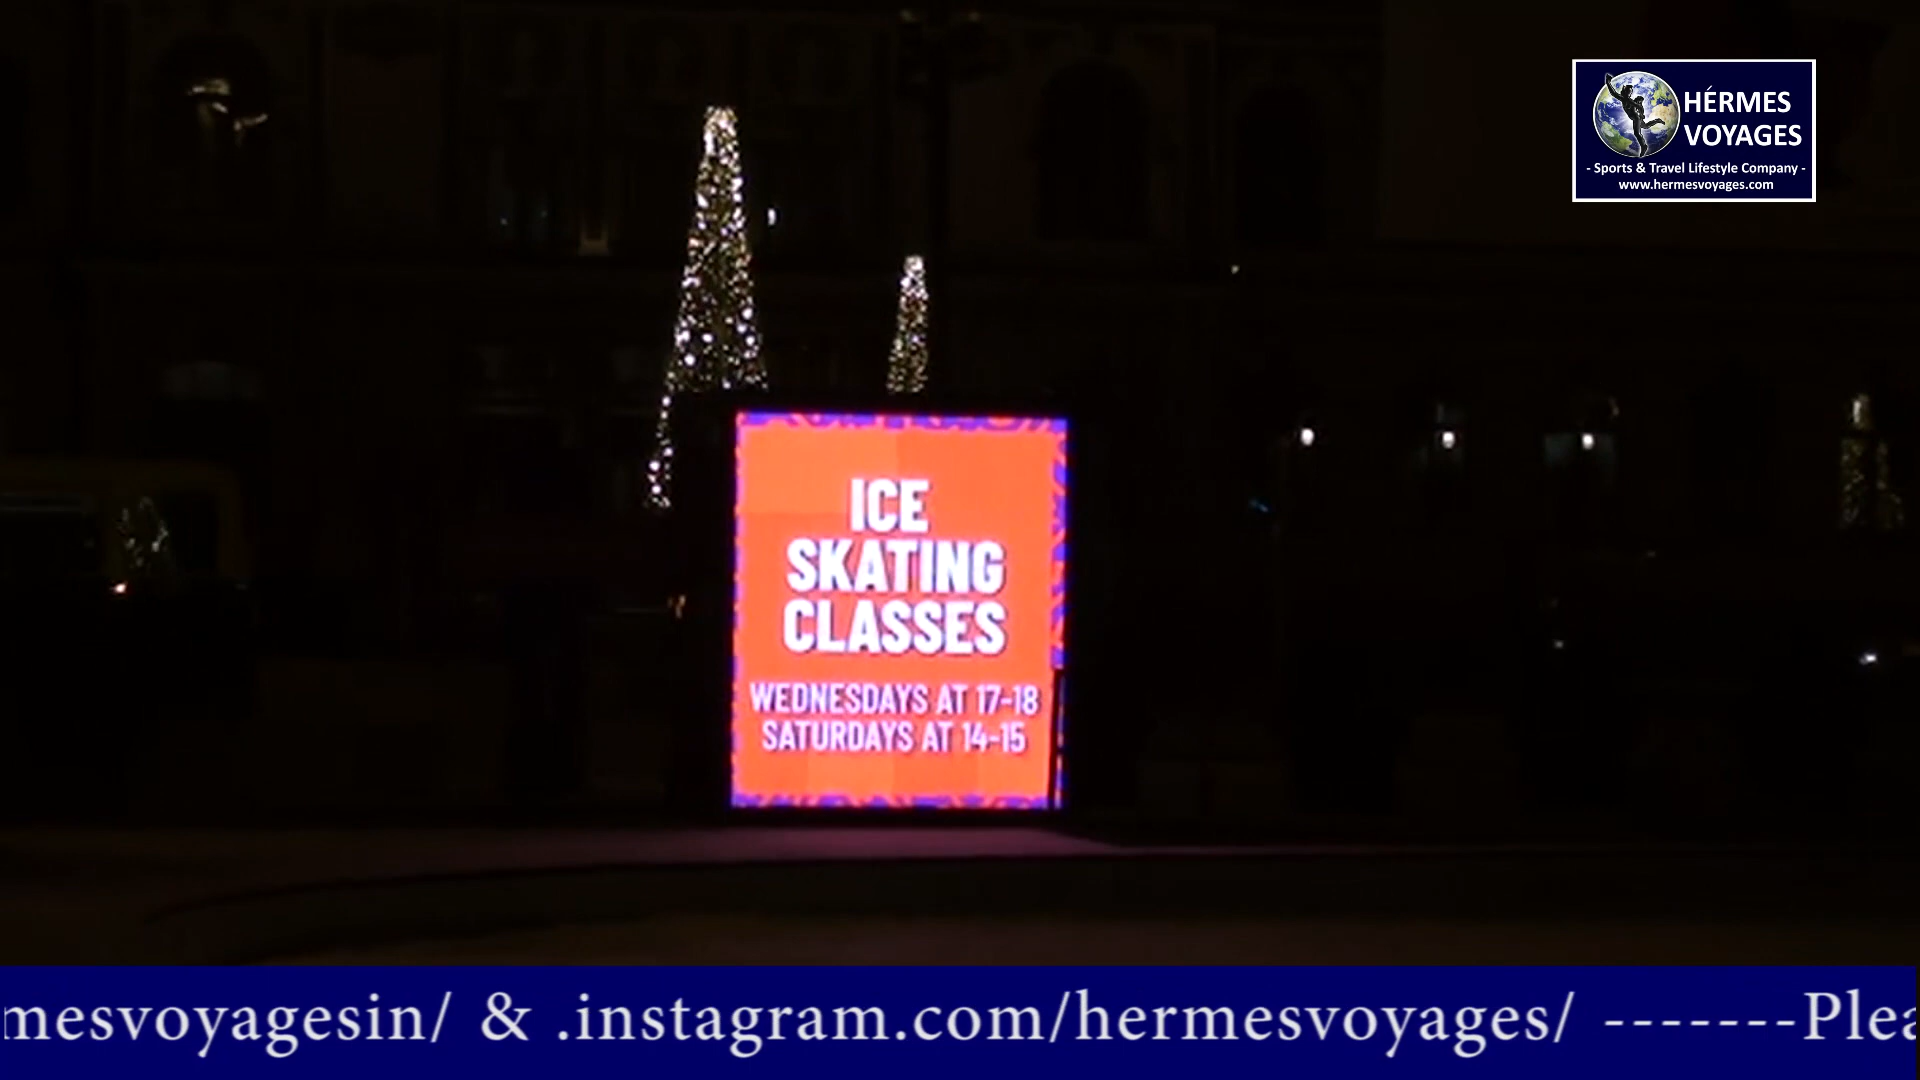 HÉRMES
VOYAGES
- Sports & Travel Lifestyle Company -
www.hermesvoyages.com
ICE
SKATING
CLASSES
WEDNESDAYS AT 17-18
SATURDAYS AT 14-15
mesvoyagesin/ & .instagram.com/hermesvoyages/ -------Plea